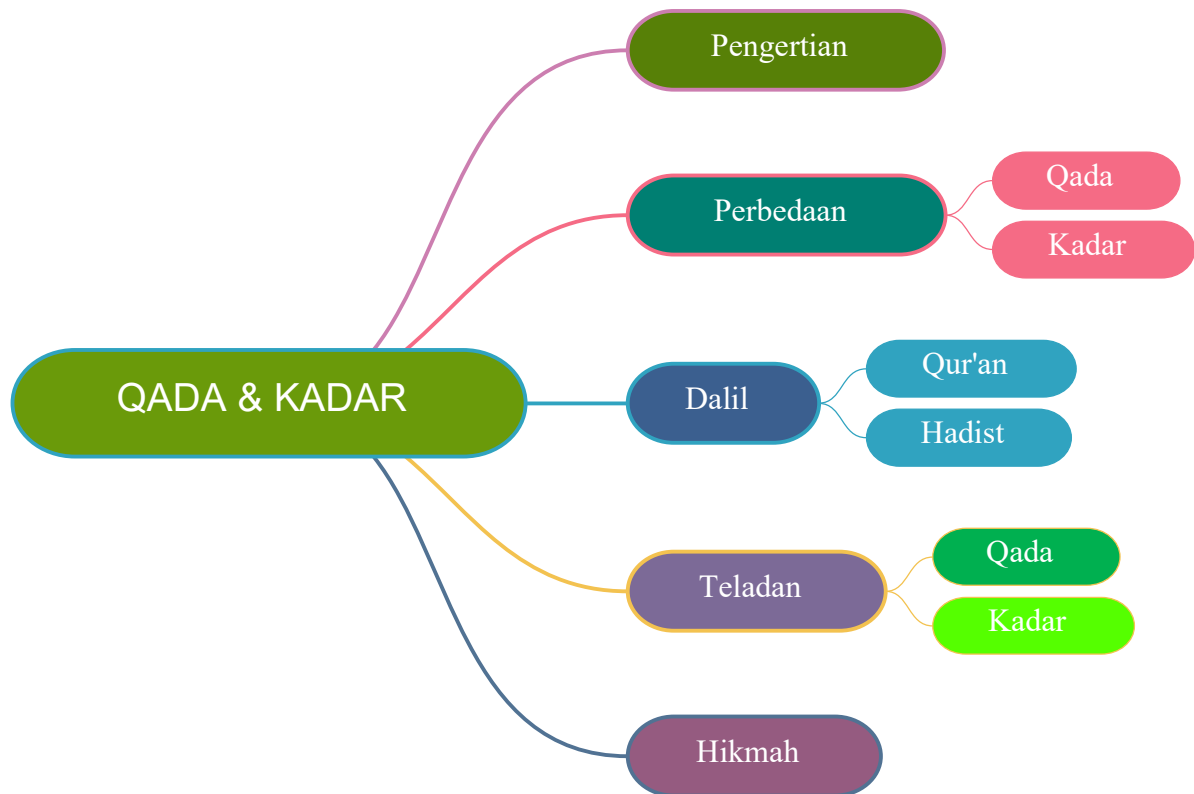 QADA & KADAR
Pengertian
Perbedaan
Qada
Kadar
Dalil
Qur'an
Hadist
Teladan
Qada
Kadar
Hikmah